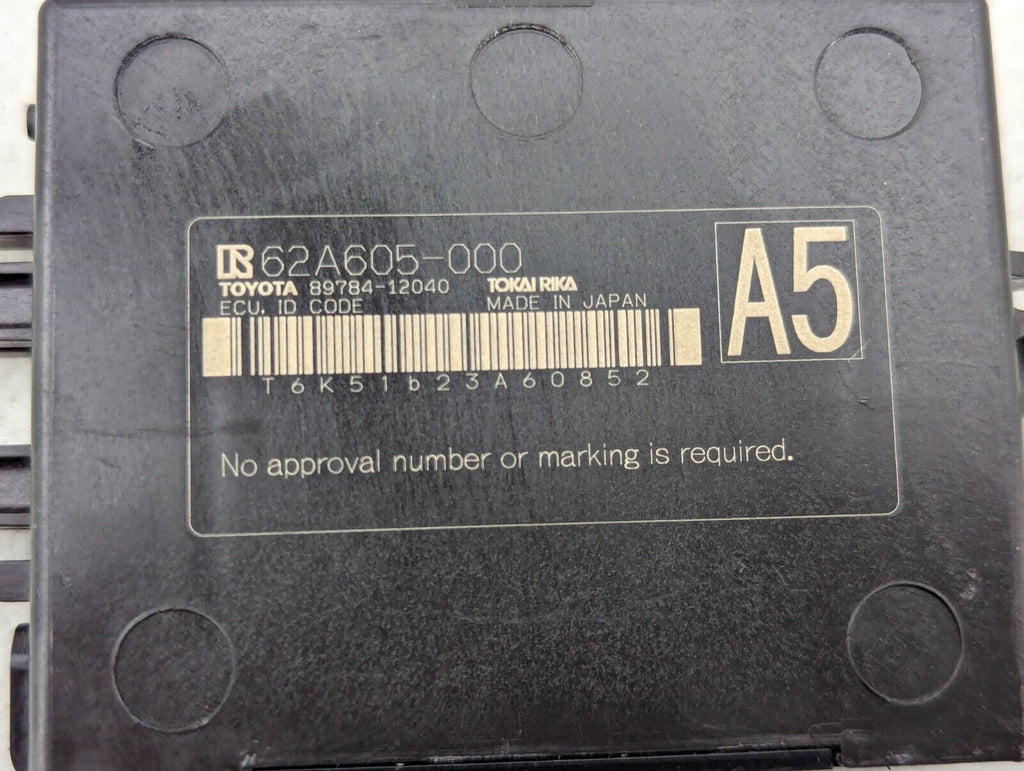 R 62A605-000
TOYOTA 89784-12040 TOKAI RIKA
ECU. ID CODE MADE IN JAPAN
A5
T6K51b23A60852
No approval number or marking is required.